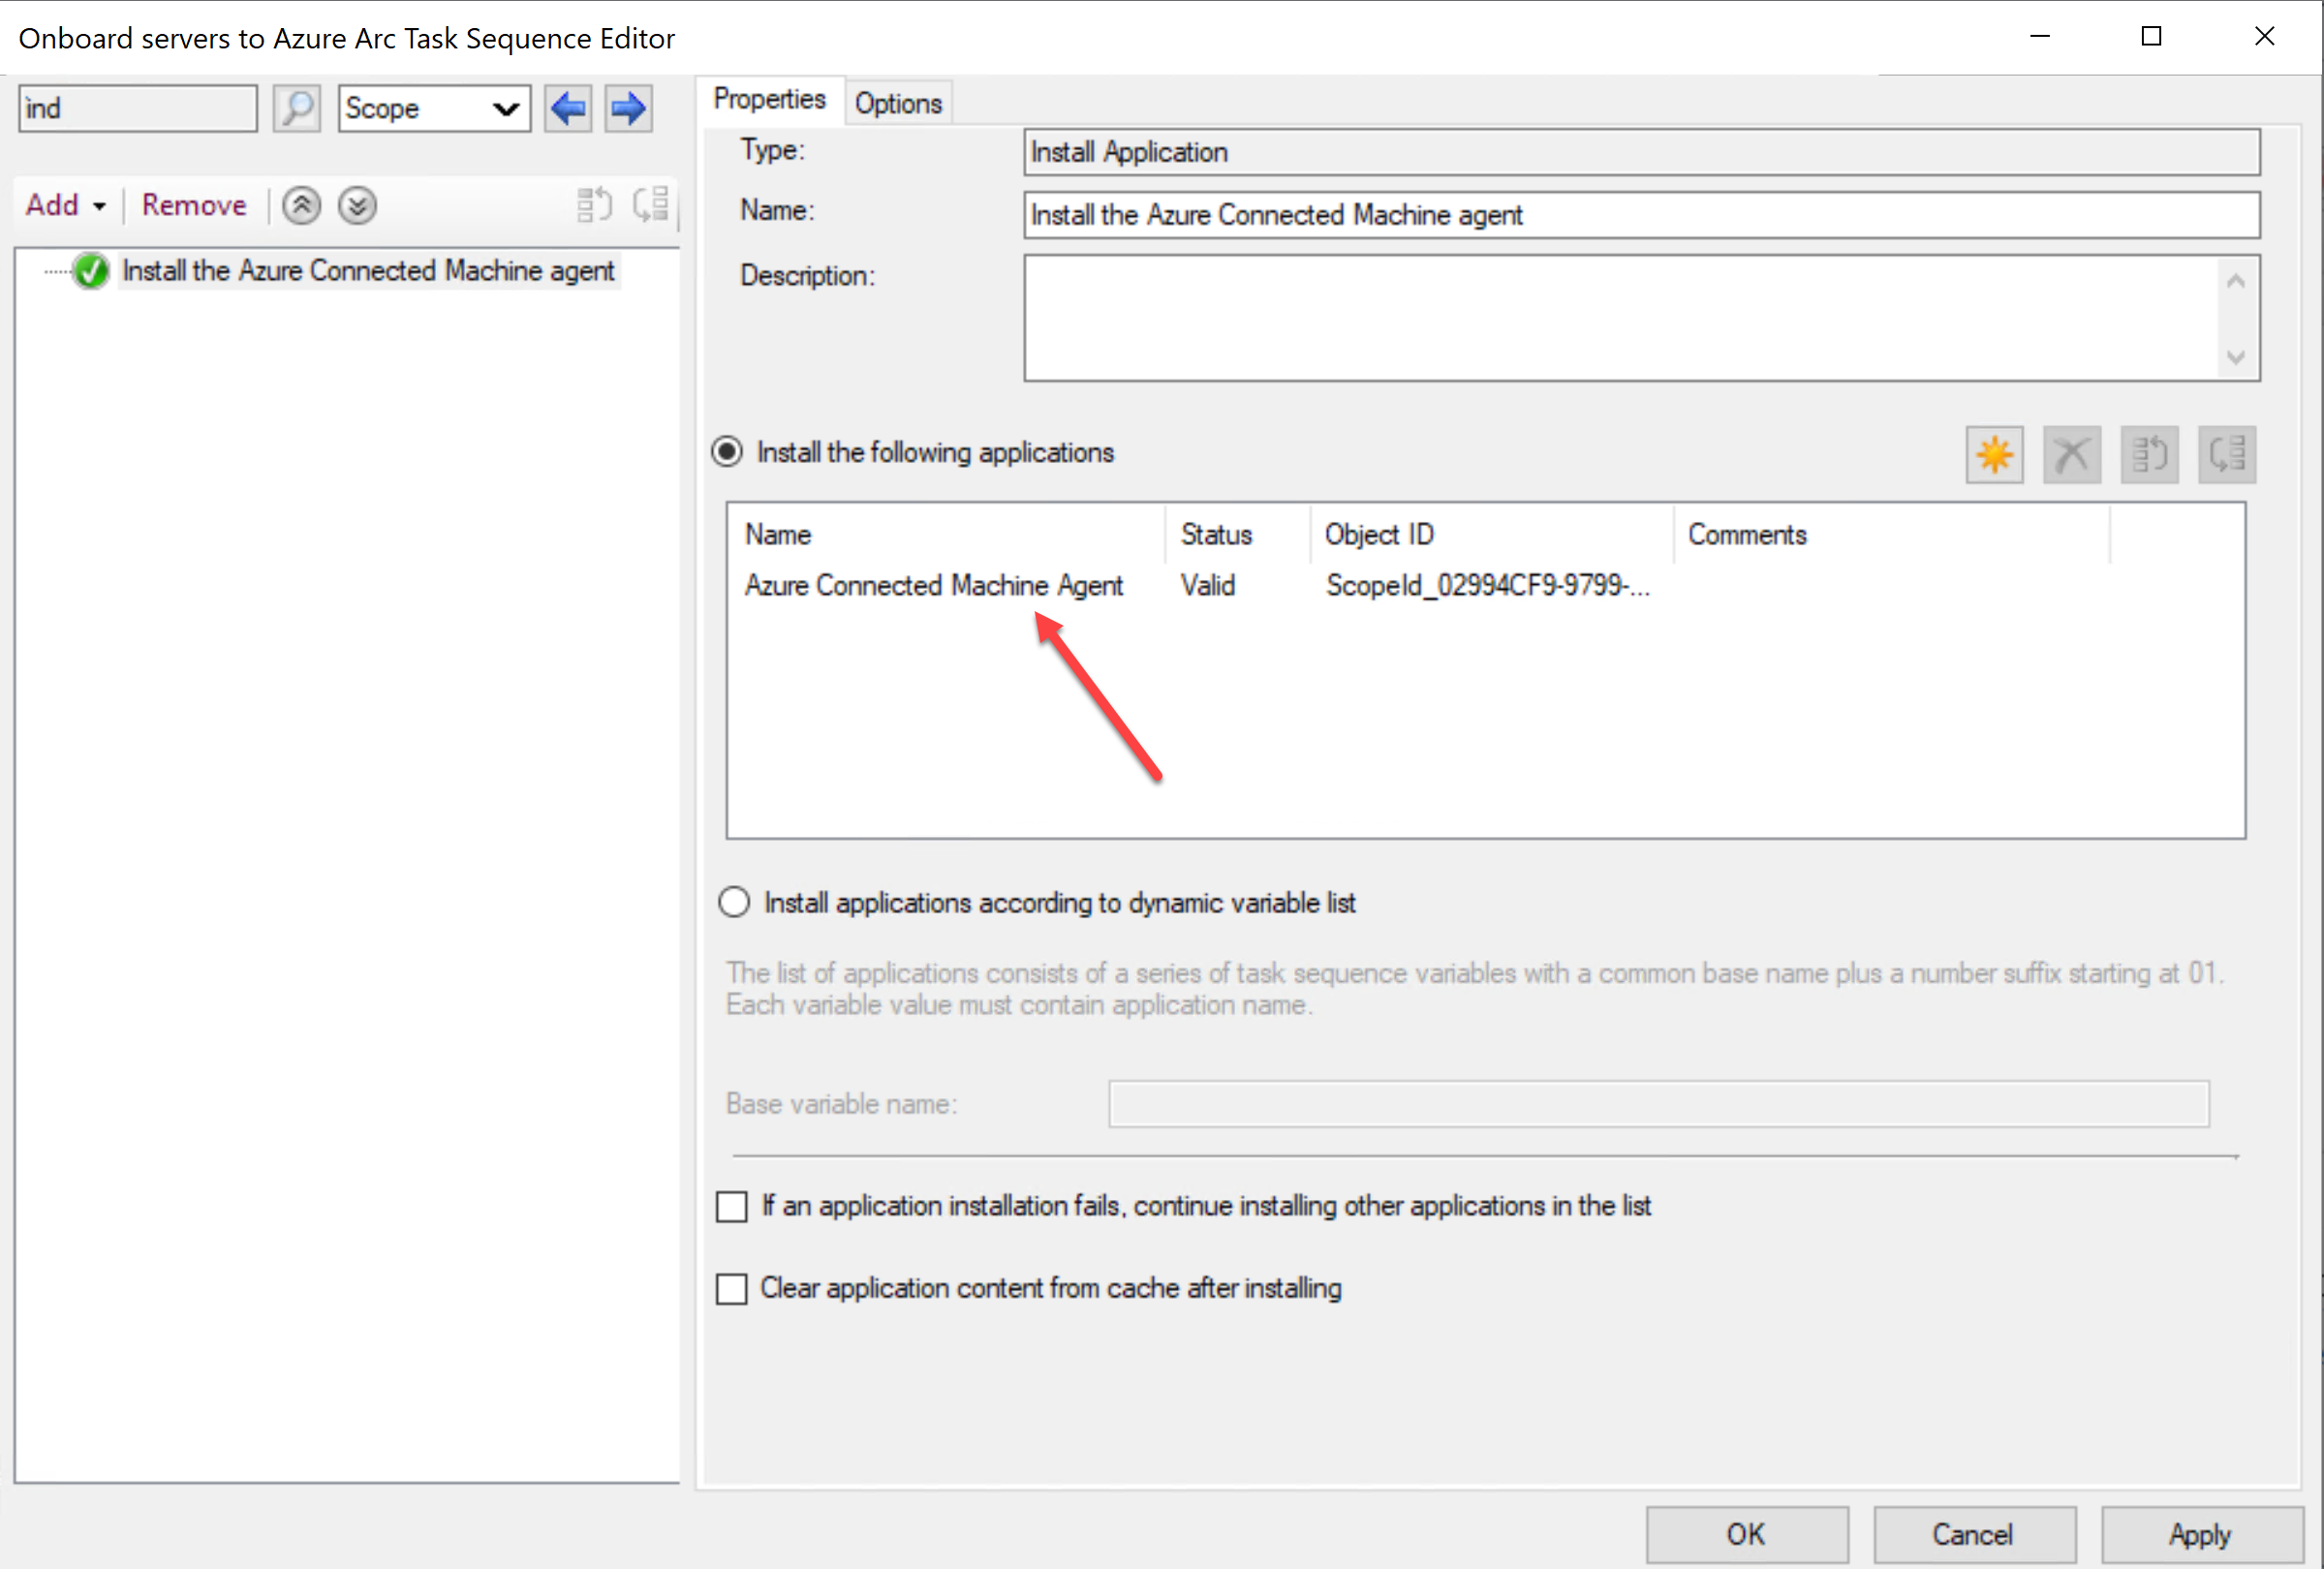 Onboard servers to Azure Arc Task Sequence Editor
ind
Scope
Add
Remove
Install the Azure Connected Machine agent
Properties
Options
Type:
Install Application
Name:
Install the Azure Connected Machine agent
Description:
Install the following applications
Name Status Object ID Comments
Azure Connected Machine Agent Valid ScopeId_02994CF9-9799-...
Install applications according to dynamic variable list
The list of applications consists of a series of task sequence variables with a common base name plus a number suffix starting at 01.
Each variable value must contain application name.
Base variable name:
If an application installation fails, continue installing other applications in the list
Clear application content from cache after installing
OK Cancel Apply